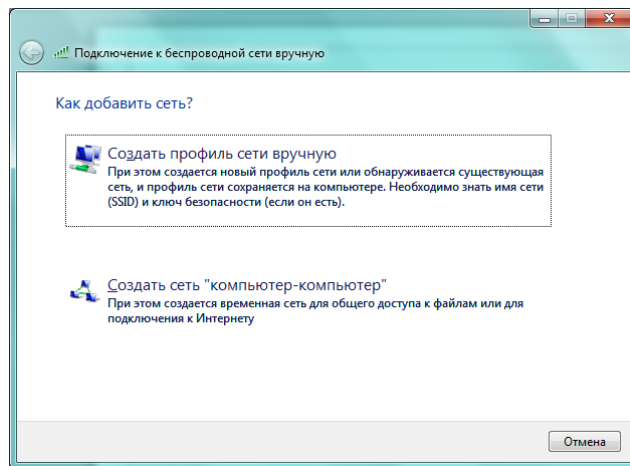 Подключение к беспроводной сети вручную
Как добавить сеть?
Создать профиль сети вручную
При этом создается новый профиль сети или обнаруживается существующая
сеть, и профиль сети сохраняется на компьютере. Необходимо знать имя сети
(SSID) и ключ безопасности (если он есть).
Создать сеть "компьютер-компьютер"
При этом создается временная сеть для общего доступа к файлам или для
подключения к Интернету
Отмена